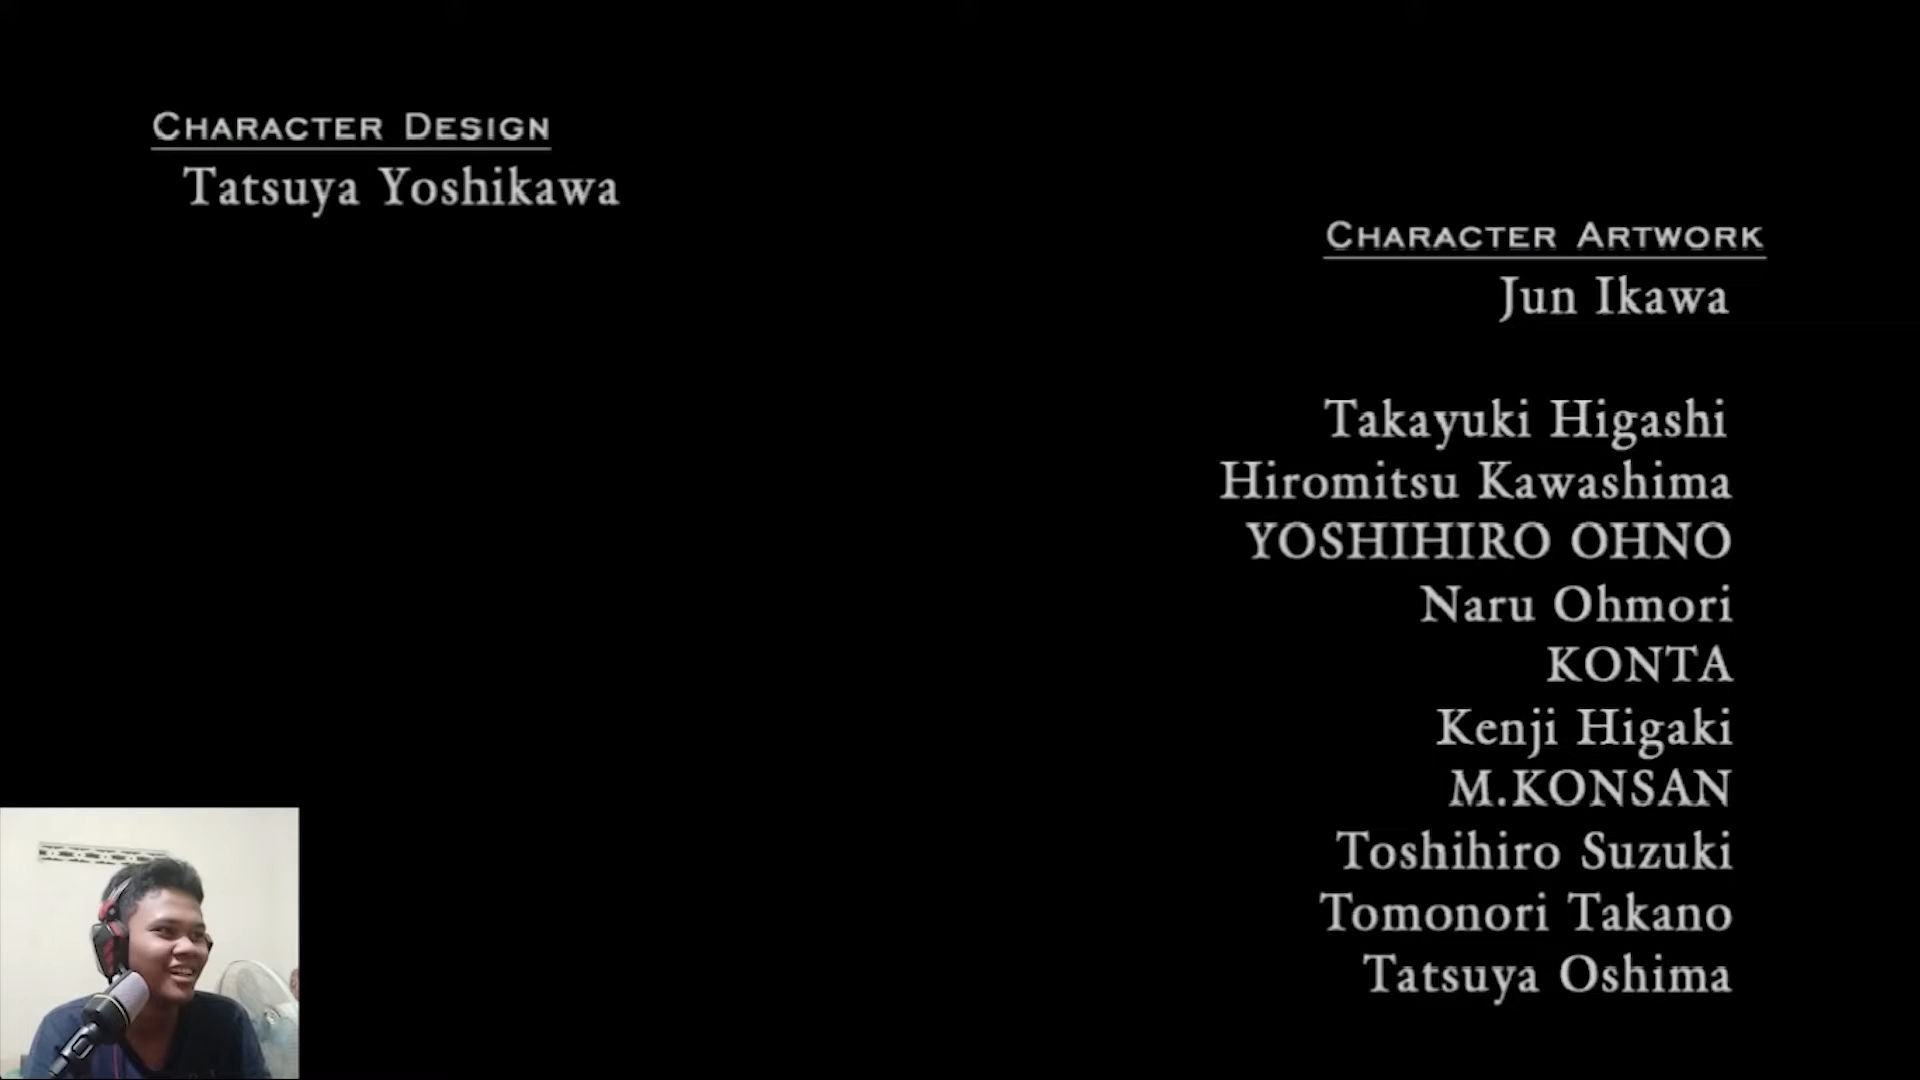 Character Design
Tatsuya Yoshikawa
Character Artwork
Jun Ikawa
Takayuki Higashi
Hiromitsu Kawashima
YOSHIHIRO OHNO
Naru Ohmori
KONTA
Kenji Higaki
M.KONSAN
Toshihiro Suzuki
Tomonori Takano
Tatsuya Oshima